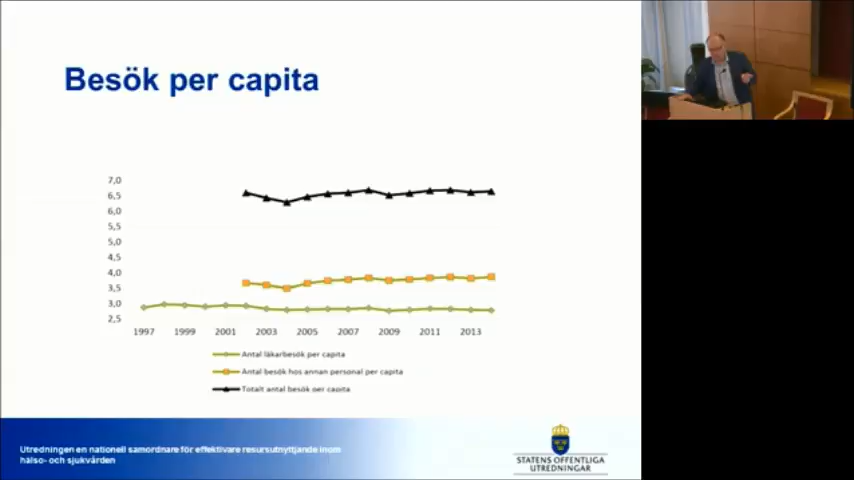 Besök per capita
7,0
6,5
6,0
5,5
5,0
4,5
4,0
3,5
3,0
2,5
1997 1999 2001 2003 2005 2007 2009 2011 2013
Antal läkarbesök per capita
Antal besök hos annan personal per capita
Totalt antal besök per capita
Utredningen en nationell samordnare för effektivare resursutnyttjande inom
hälso- och sjukvården
STATENS OFFENTLIGA
UTREDNINGAR